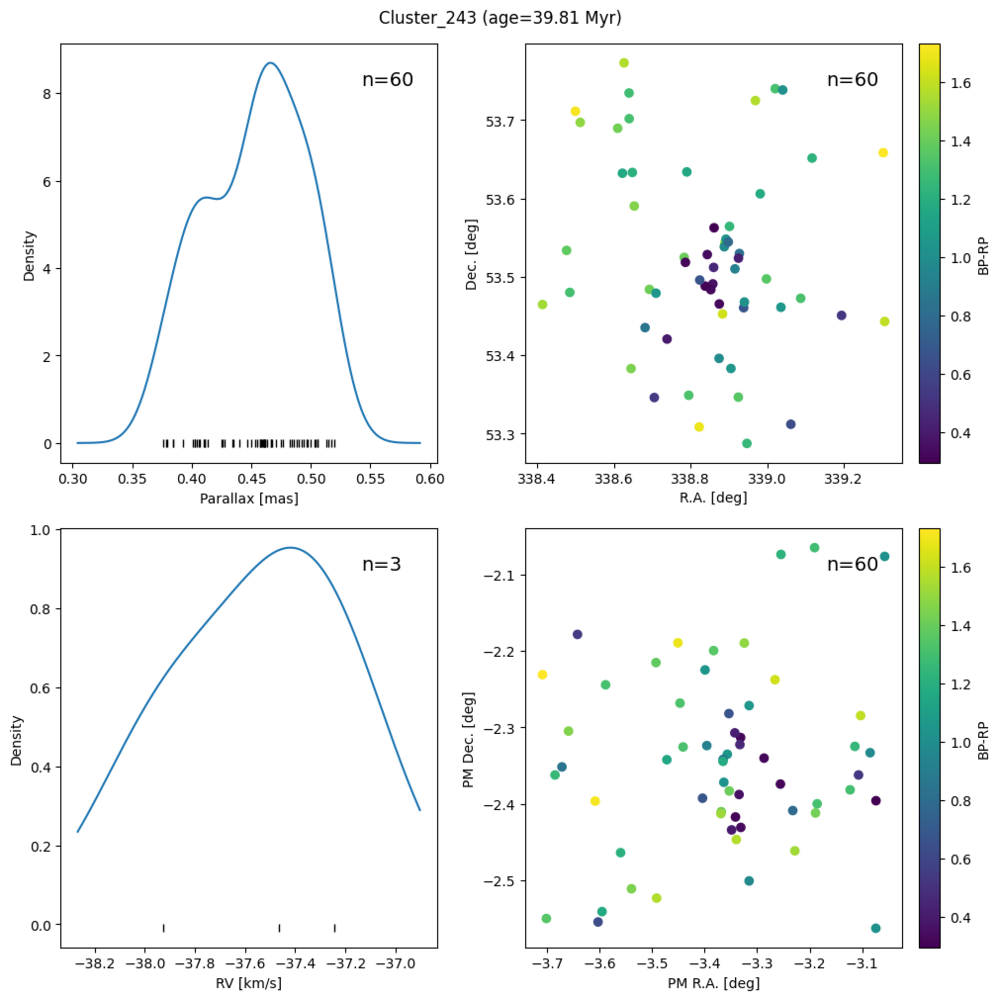 Cluster_243 (age=39.81 Myr)
n=60
Density
8
6
4
2
0
0.30 0.35 0.40 0.45 0.50 0.55 0.60
Parallax [mas]
n=60
Dec. [deg]
53.7
53.6
53.5
53.4
53.3
338.4 338.6 338.8 339.0 339.2
R.A. [deg]
1.6
1.4
1.2
1.0
0.8
0.6
0.4
BP-RP
n=3
Density
1.0
0.8
0.6
0.4
0.2
0.0
−38.2 −38.0 −37.8 −37.6 −37.4 −37.2 −37.0
RV [km/s]
n=60
PM Dec. [deg]
−2.1
−2.2
−2.3
−2.4
−2.5
−3.7 −3.6 −3.5 −3.4 −3.3 −3.2 −3.1
PM R.A. [deg]
1.6
1.4
1.2
1.0
0.8
0.6
0.4
BP-RP